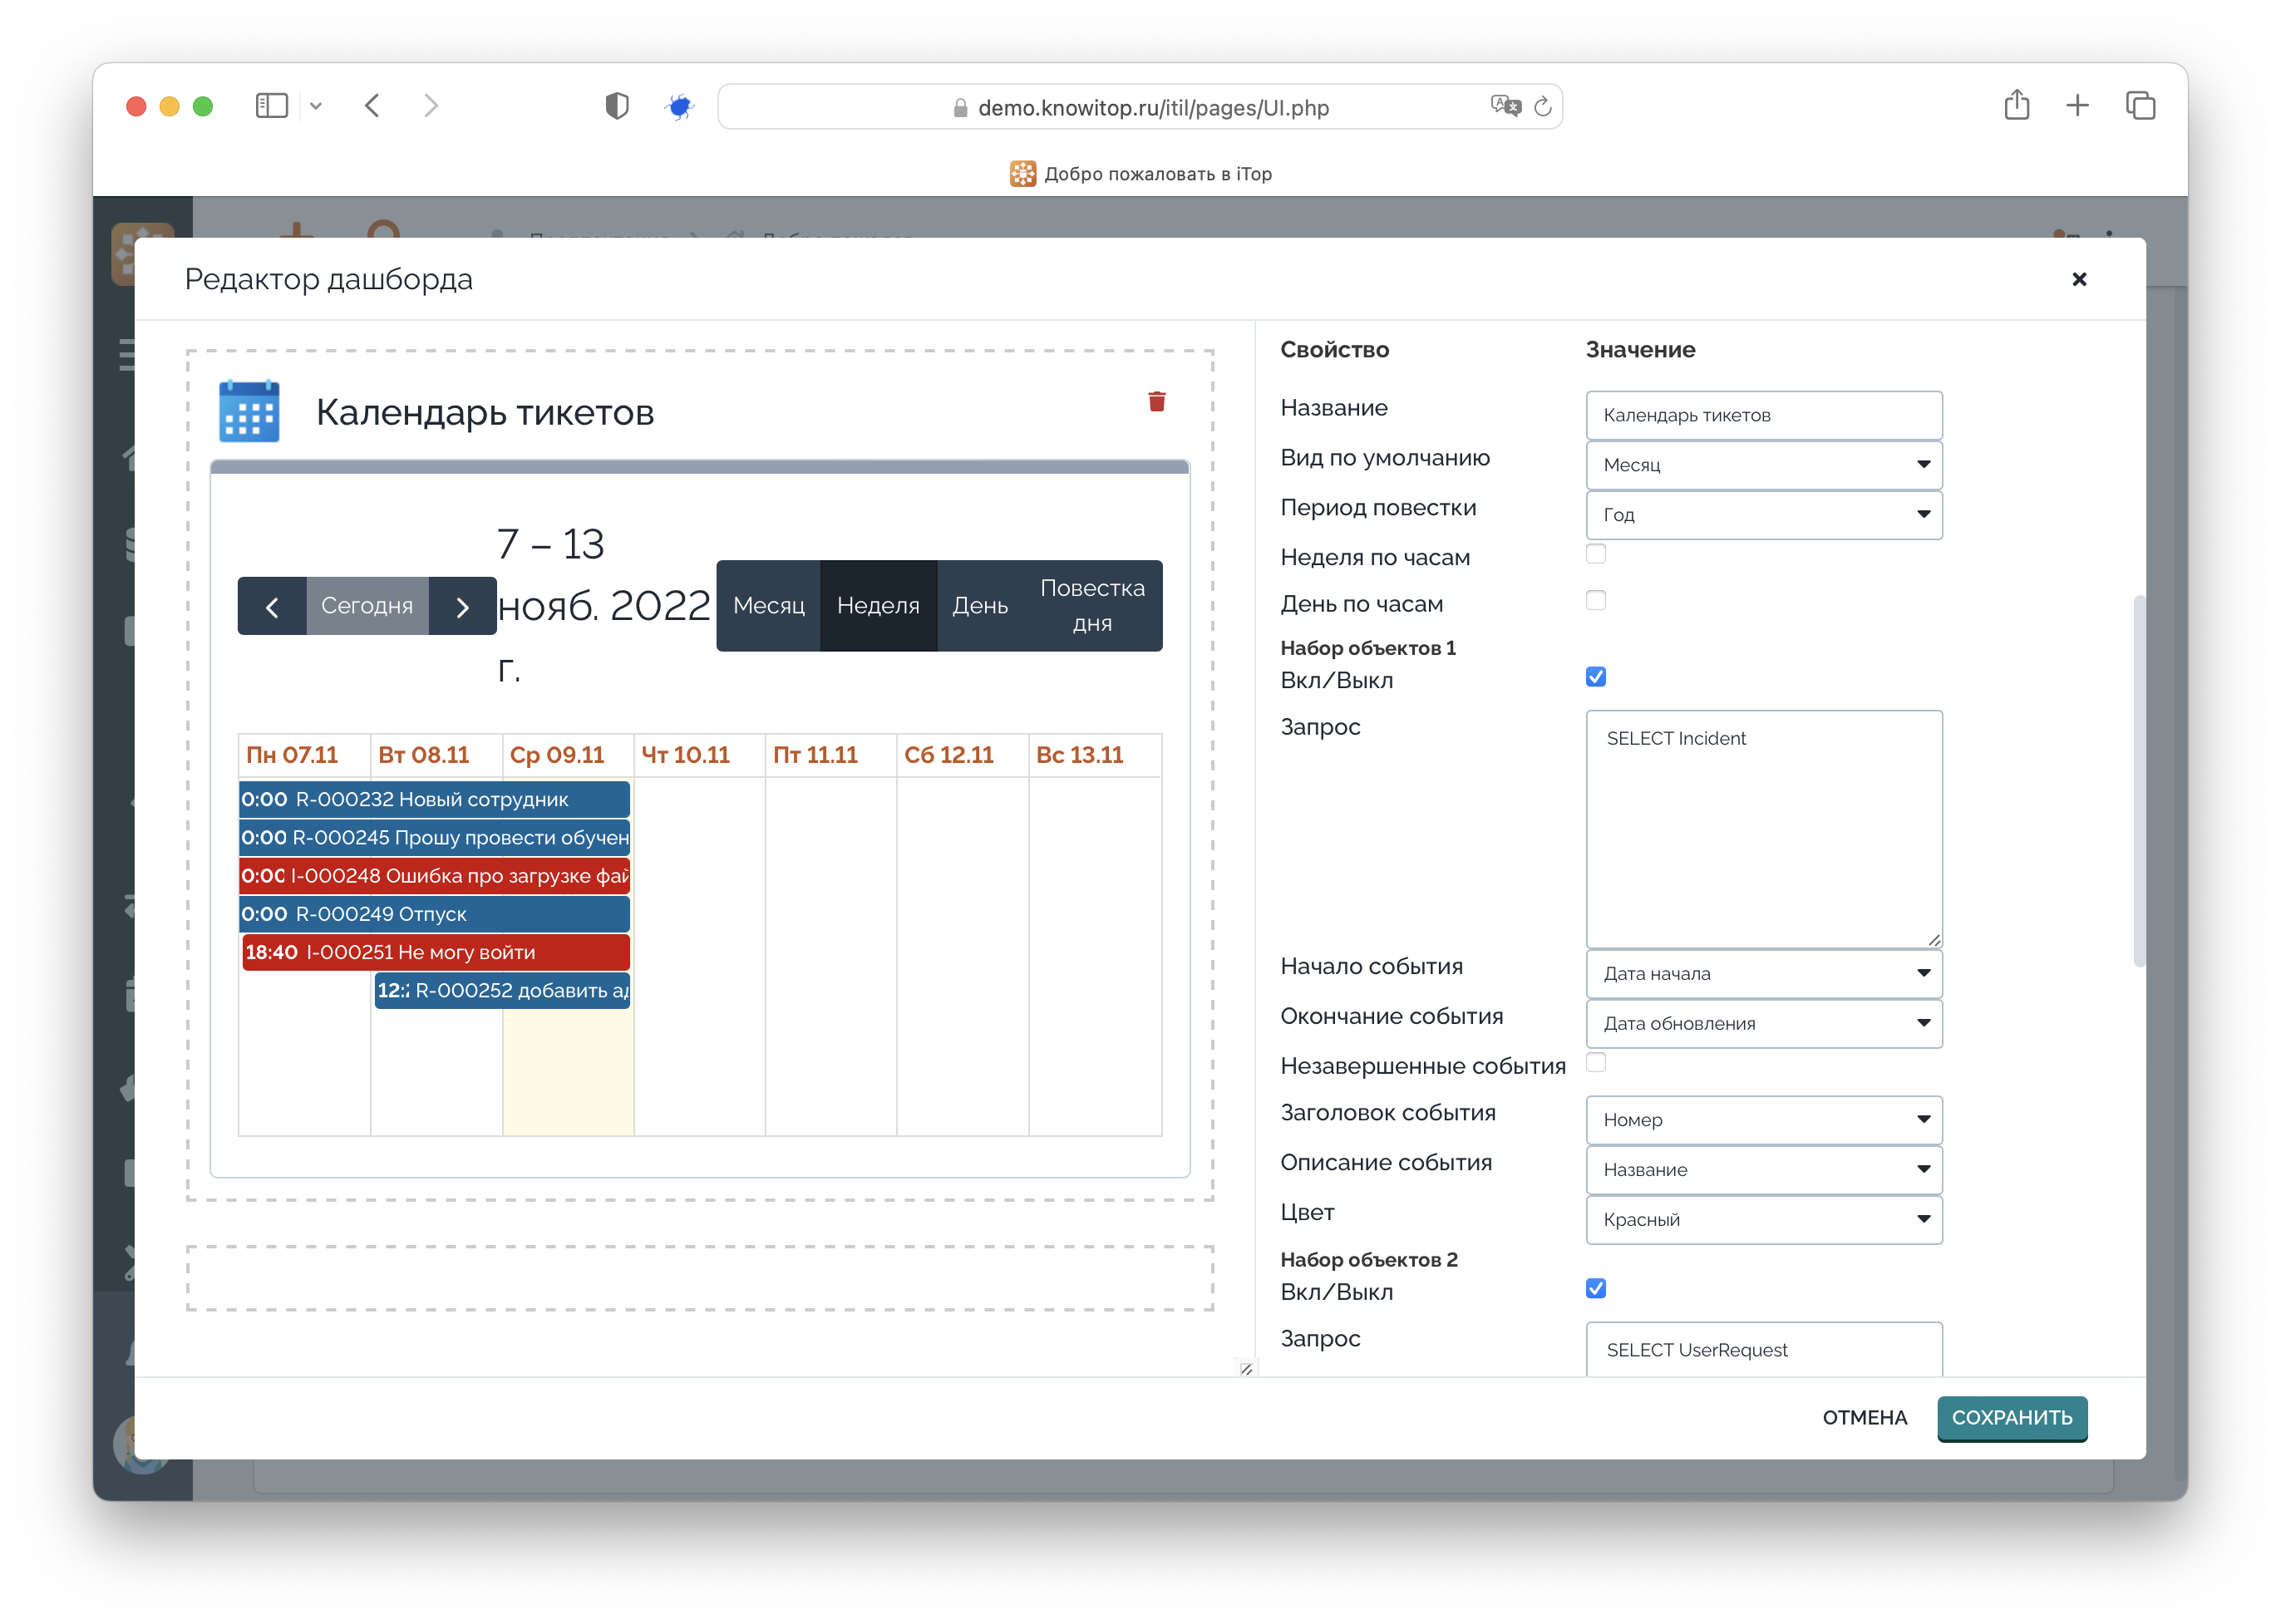 demo.knowitop.ru/itil/pages/UI.php
Добро пожаловать в iTop
Редактор дашборда
Календарь тикетов
7 – 13
нояб. 2022
г.
Сегодня
Месяц
Неделя
День
Повестка
дня
Пн 07.11
Вт 08.11
Ср 09.11
Чт 10.11
Пт 11.11
Сб 12.11
Вс 13.11
0:00 R-000232 Новый сотрудник
0:00 R-000245 Прошу провести обучен
0:00 I-000248 Ошибка про загрузке фай
0:00 R-000249 Отпуск
18:40 I-000251 Не могу войти
12: R-000252 добавить ад
Свойство
Значение
Название
Календарь тикетов
Вид по умолчанию
Месяц
Период повестки
Год
Неделя по часам
День по часам
Набор объектов 1
Вкл/Выкл
Запрос
SELECT Incident
Начало события
Дата начала
Окончание события
Дата обновления
Незавершенные события
Заголовок события
Номер
Описание события
Название
Цвет
Красный
Набор объектов 2
Вкл/Выкл
Запрос
SELECT UserRequest
ОТМЕНА
СОХРАНИТЬ